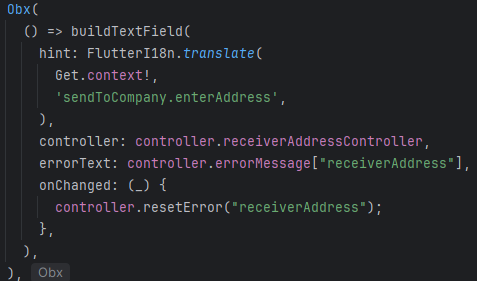 Obx(
  () => buildTextField(
    hint: FlutterI18n.translate(
      Get.context!,
      'sendToCompany.enterAddress',
    ),
    controller: controller.receiverAddressController,
    errorText: controller.errorMessage["receiverAddress"],
    onChanged: (_) {
      controller.resetError("receiverAddress");
    },
  ),
), Obx